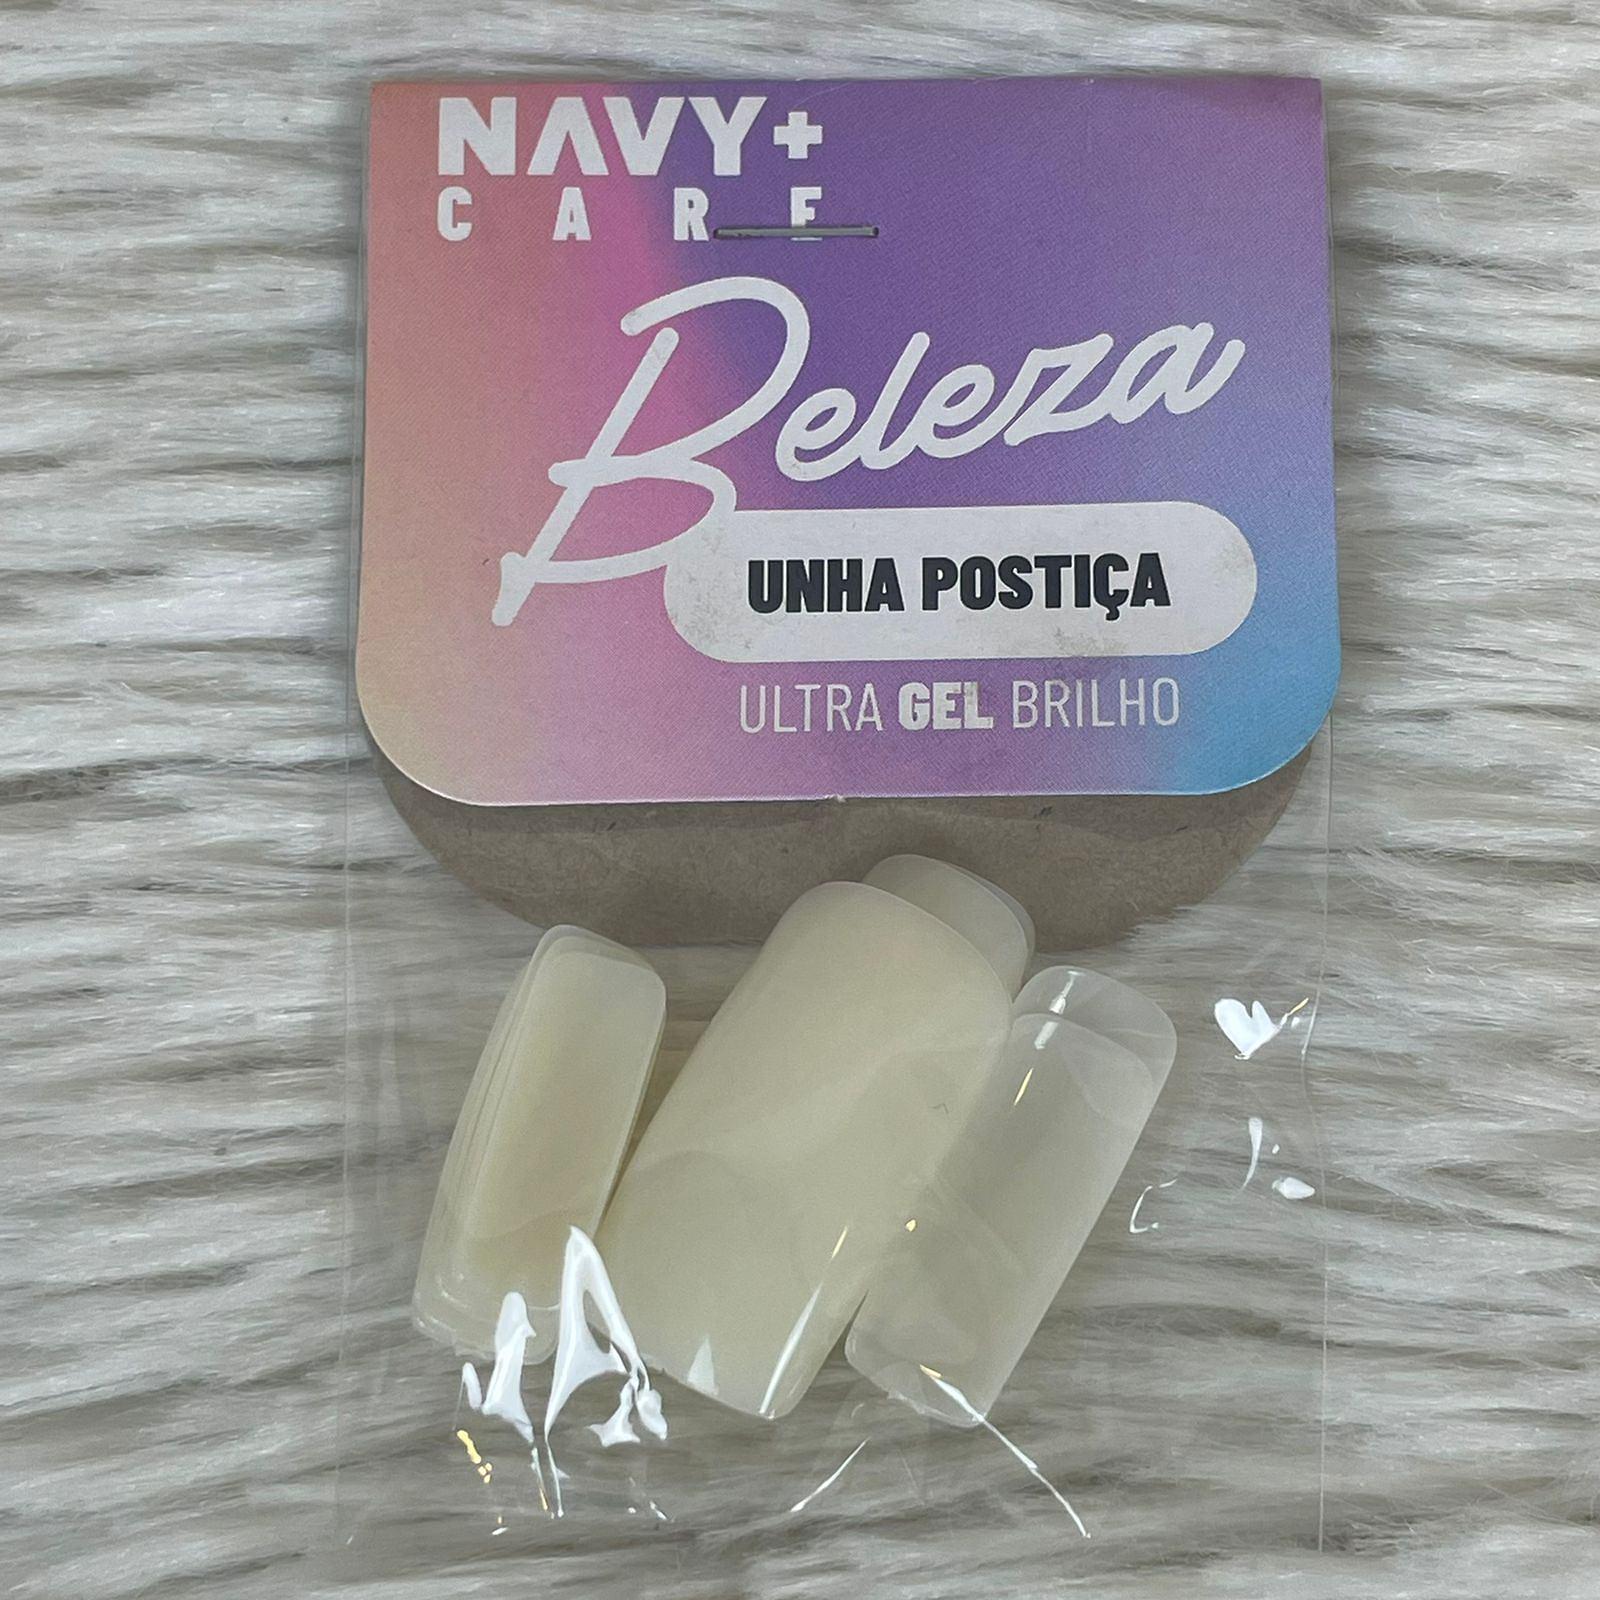 NAVY+
CARE
Beleza
UNHA POSTIÇA
ULTRA GEL BRILHO